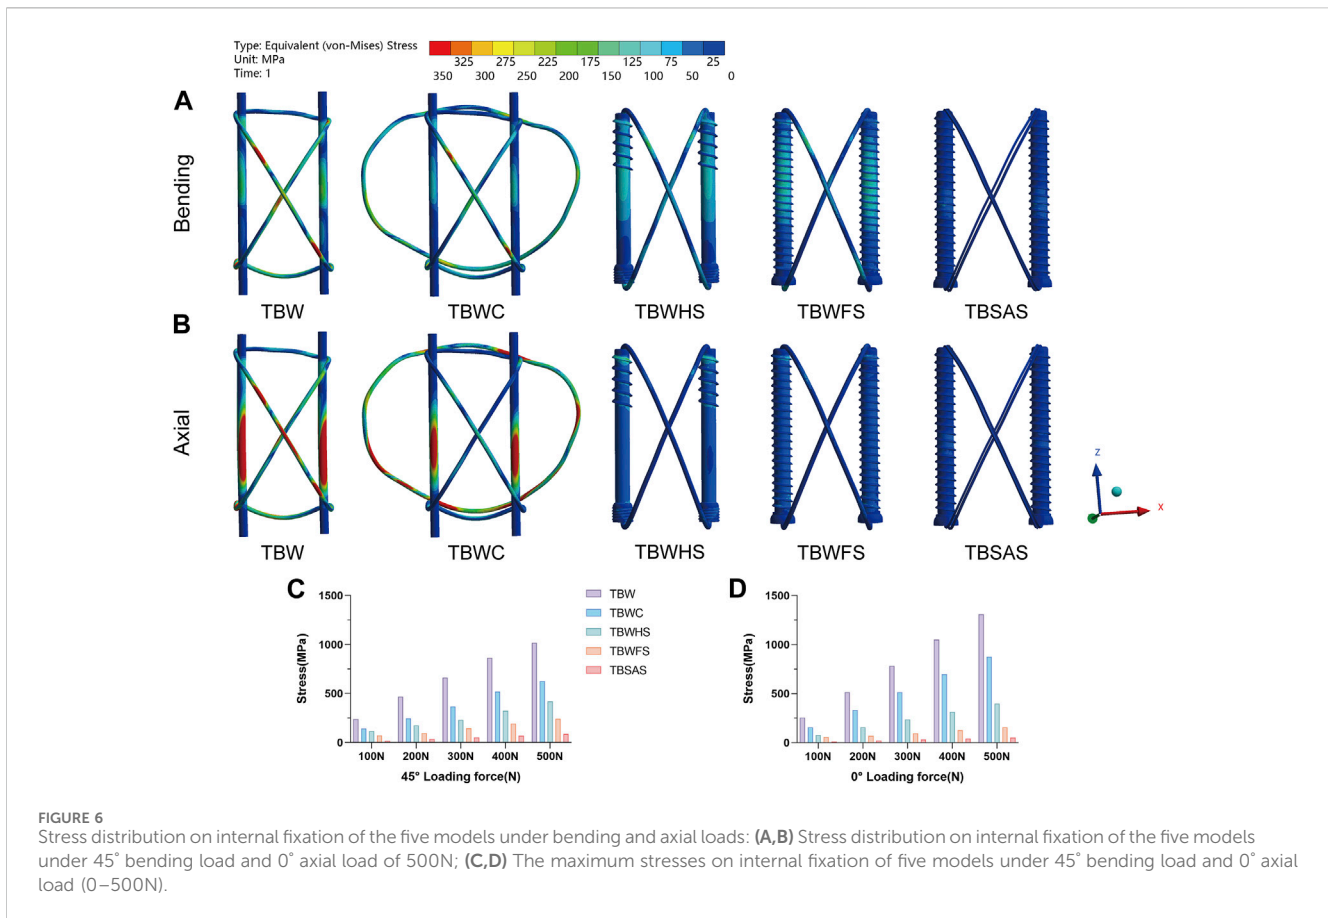 Type: Equivalent (von-Mises) Stress
Unit: MPa
Time: 1
325 275 225 175 125 75 25
350 300 250 200 150 100 50 0
A
Bending
TBW TBWC TBWHS TBWFS TBSAS
B
Axial
TBW TBWC TBWHS TBWFS TBSAS
Z
X
C
Stress(MPa)
1500
1000
500
0
100N 200N 300N 400N 500N
45° Loading force(N)
TBW
TBWC
TBWHS
TBWFS
TBSAS
D
Stress(MPa)
1500
1000
500
0
100N 200N 300N 400N 500N
0° Loading force(N)
FIGURE 6
Stress distribution on internal fixation of the five models under bending and axial loads: (A,B) Stress distribution on internal fixation of the five models
under 45° bending load and 0° axial load of 500N; (C,D) The maximum stresses on internal fixation of five models under 45° bending load and 0° axial
load (0–500N).